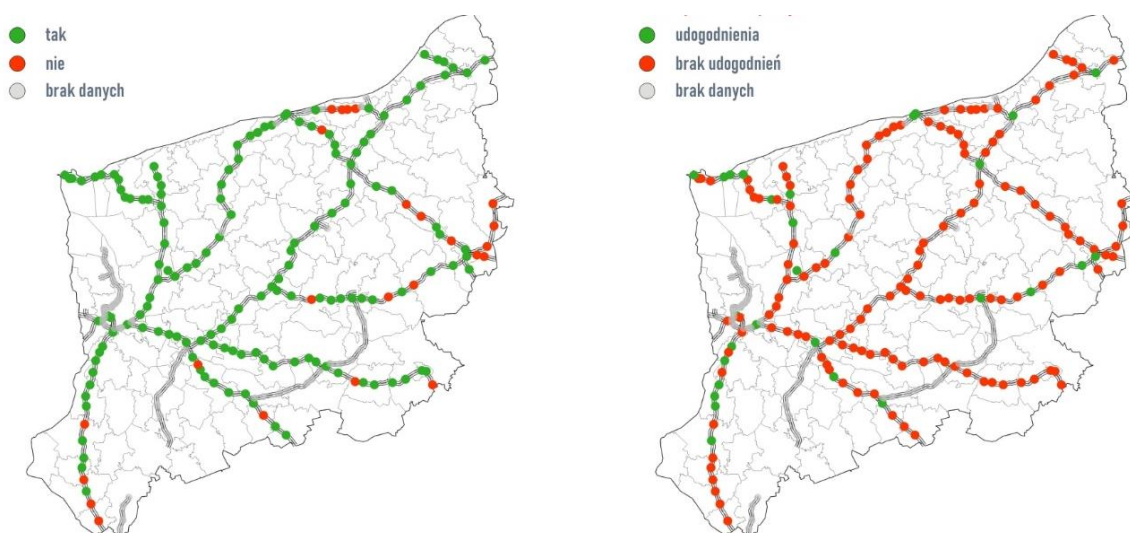 tak
nie
brak danych
udogodnienia
brak udogodnień
brak danych